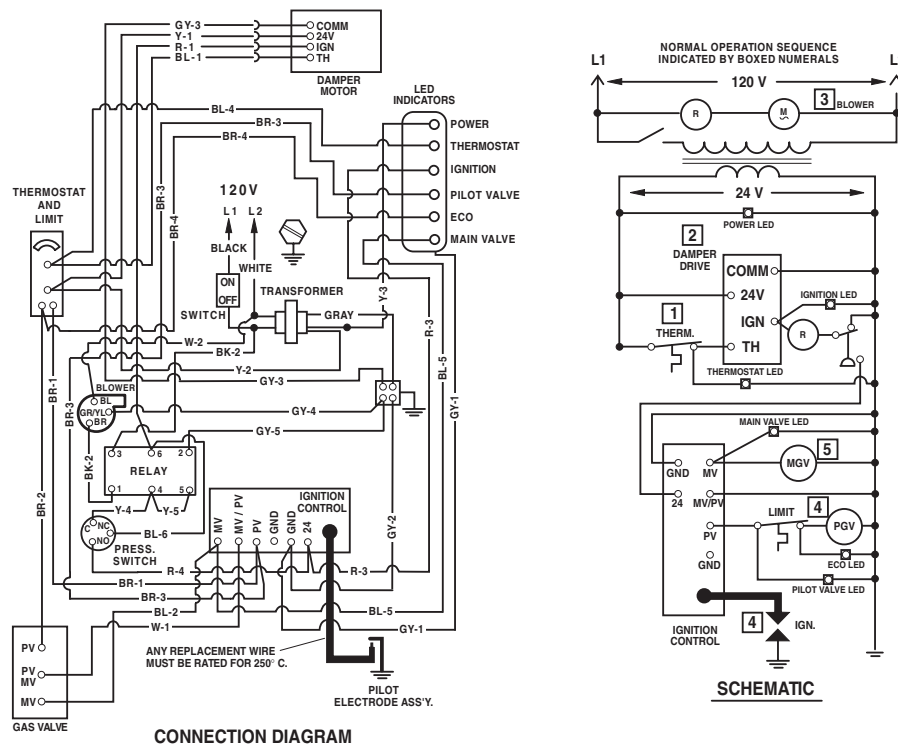 GY-3
Y-1
R-1
BL-1
COMM
24V
IGN
TH
DAMPER
MOTOR
LED
INDICATORS
POWER
THERMOSTAT
IGNITION
PILOT VALVE
ECO
MAIN VALVE
BL-4
BR-3
BR-4
BR-3
BR-4
THERMOSTAT
AND
LIMIT
120V
L1 L2
BLACK
WHITE
ON
OFF
SWITCH
TRANSFORMER
GRAY
Y-3
R-3
BL-5
GY-1
W-2
BK-2
Y-2
GY-3
GY-4
GY-5
BR-1
BR-3
BR-2
BLOWER
BL
GR/YL
BR
BK-2
3 6 2
RELAY
1 4 5
Y-4 Y-5
C NC
NO
BL-6
PRESS.
SWITCH
IGNITION
CONTROL
MV
MV / PV
PV
GND
GND
24
GY-2
R-4
R-3
BR-1
BR-3
BL-2
BL-5
W-1
GY-1
ANY REPLACEMENT WIRE
MUST BE RATED FOR 250° C.
PILOT
ELECTRODE ASS'Y.
PV
PV
MV
MV
GAS VALVE
CONNECTION DIAGRAM
NORMAL OPERATION SEQUENCE
INDICATED BY BOXED NUMERALS
L1
L
120 V
R
M
3 BLOWER
24 V
POWER LED
2
DAMPER
DRIVE
COMM
24V
IGN
TH
IGNITION LED
R
1
THERM.
THERMOSTAT LED
MAIN VALVE LED
5
GND
MV
MGV
24
MV/PV
LIMIT
4
PV
PGV
GND
ECO LED
PILOT VALVE LED
4 IGN.
IGNITION
CONTROL
SCHEMATIC